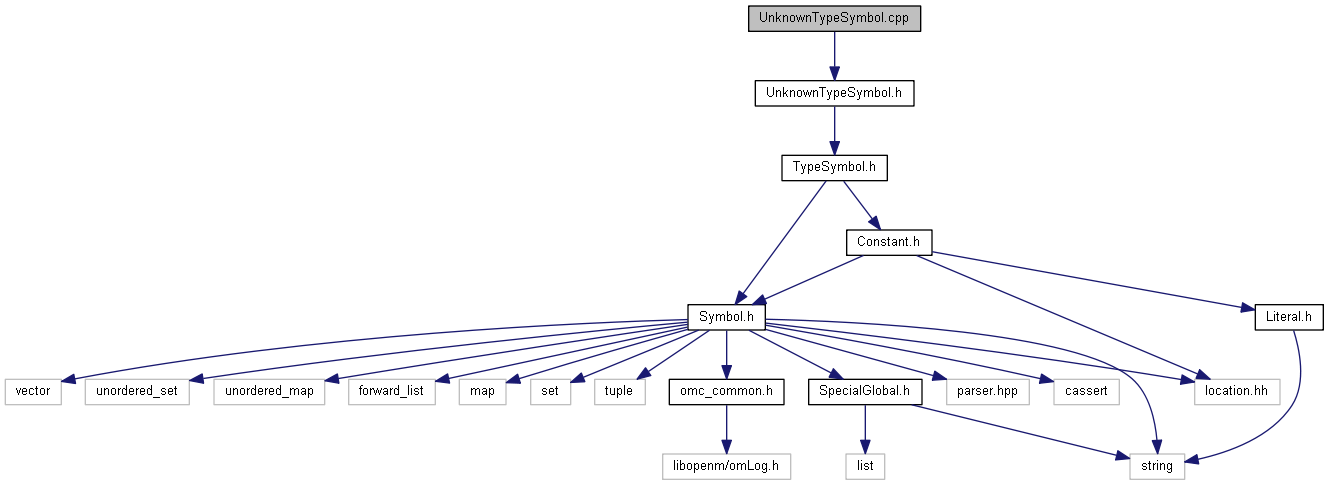 UnknownTypeSymbol.cpp
UnknownTypeSymbol.h
TypeSymbol.h
Constant.h
Symbol.h
Literal.h
vector
unordered_set
unordered_map
forward_list
map
set
tuple
omc_common.h
SpecialGlobal.h
parser.hpp
cassert
location.hh
libopenm/omLog.h
list
string